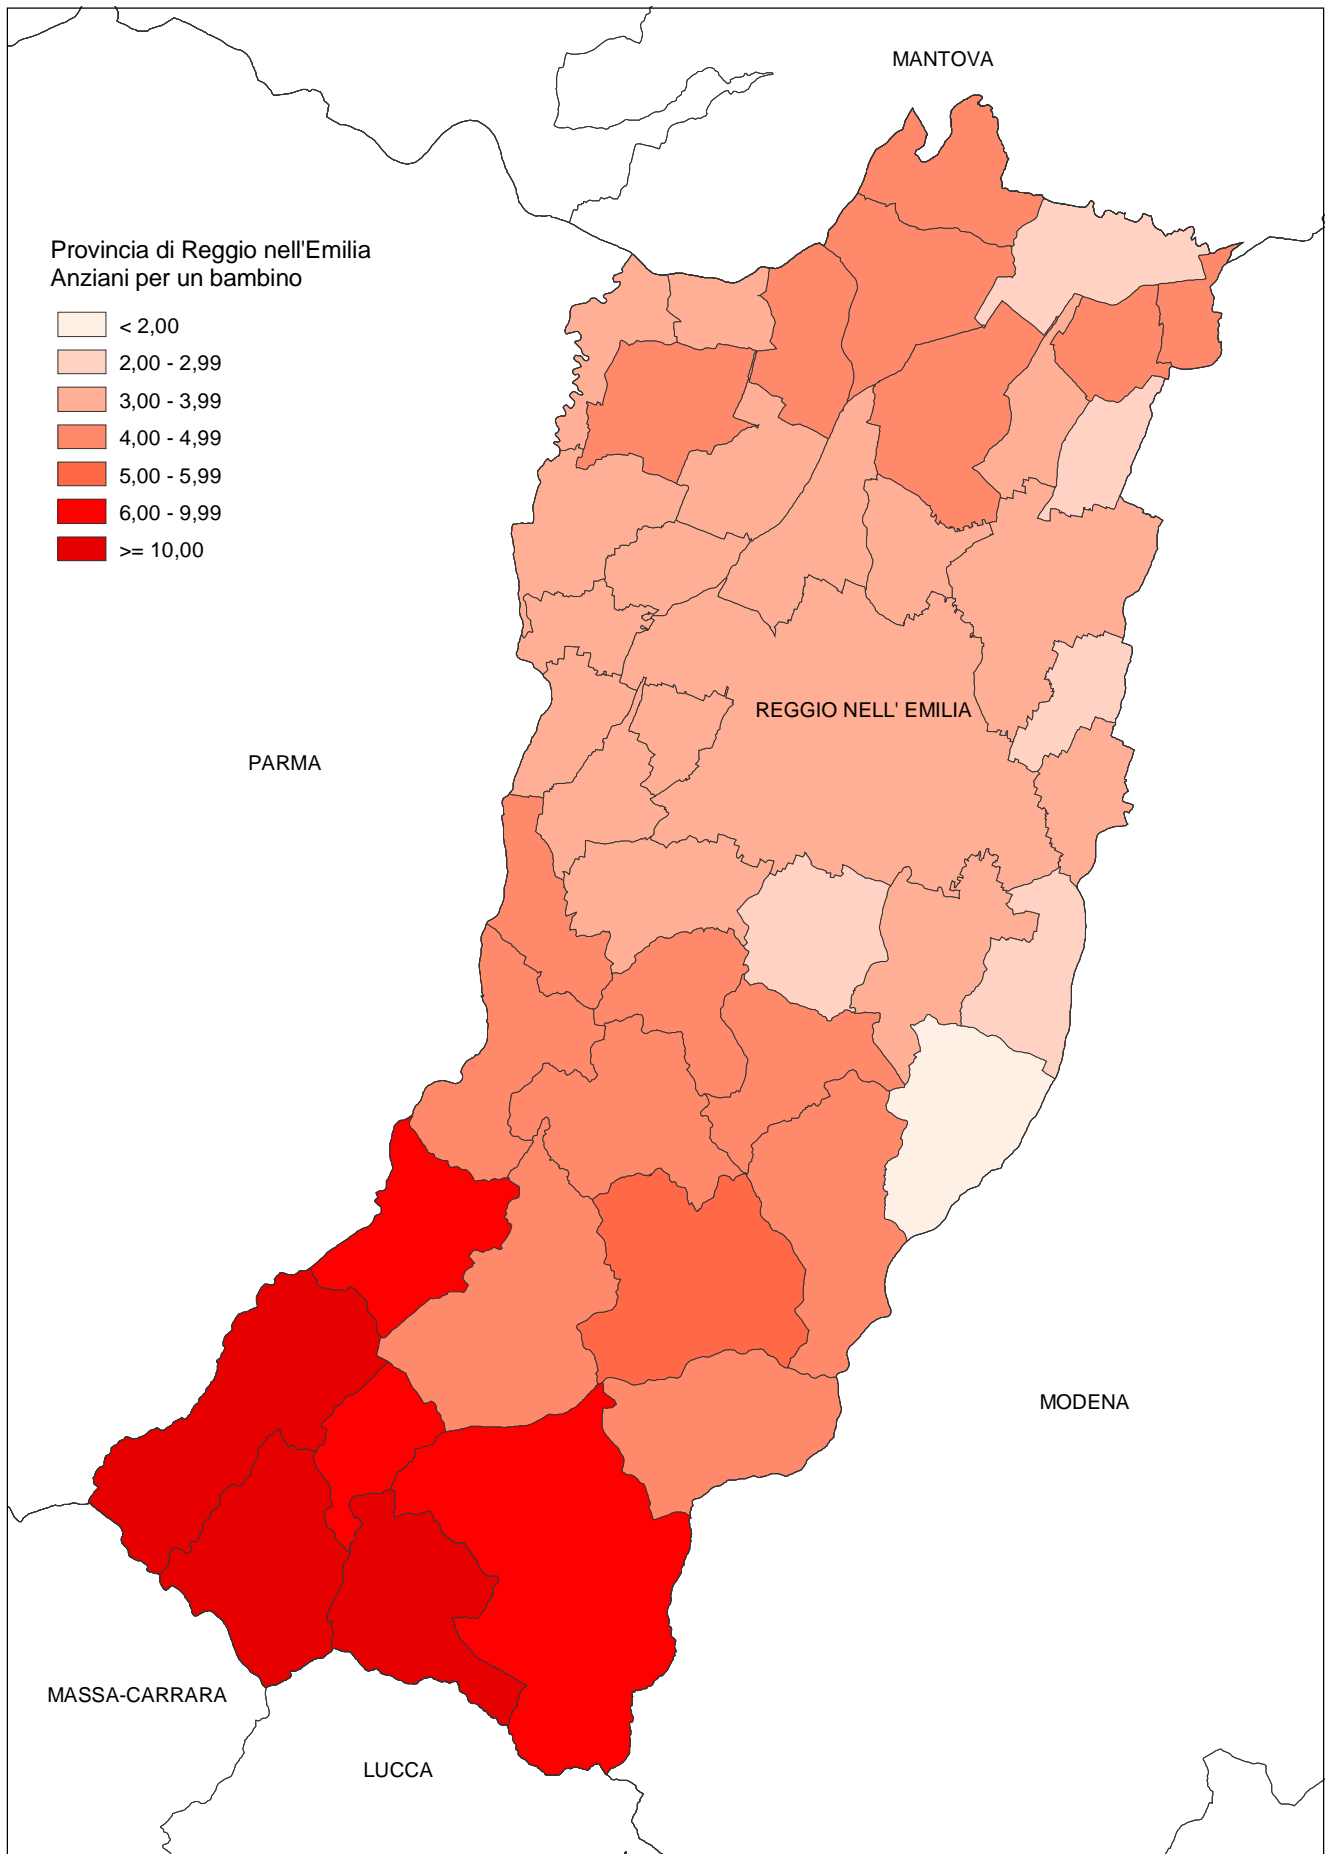 MANTOVA
Provincia di Reggio nell'Emilia
Anziani per un bambino
< 2,00
2,00 - 2,99
3,00 - 3,99
4,00 - 4,99
5,00 - 5,99
6,00 - 9,99
>= 10,00
REGGIO NELL' EMILIA
PARMA
MODENA
MASSA-CARRARA
LUCCA